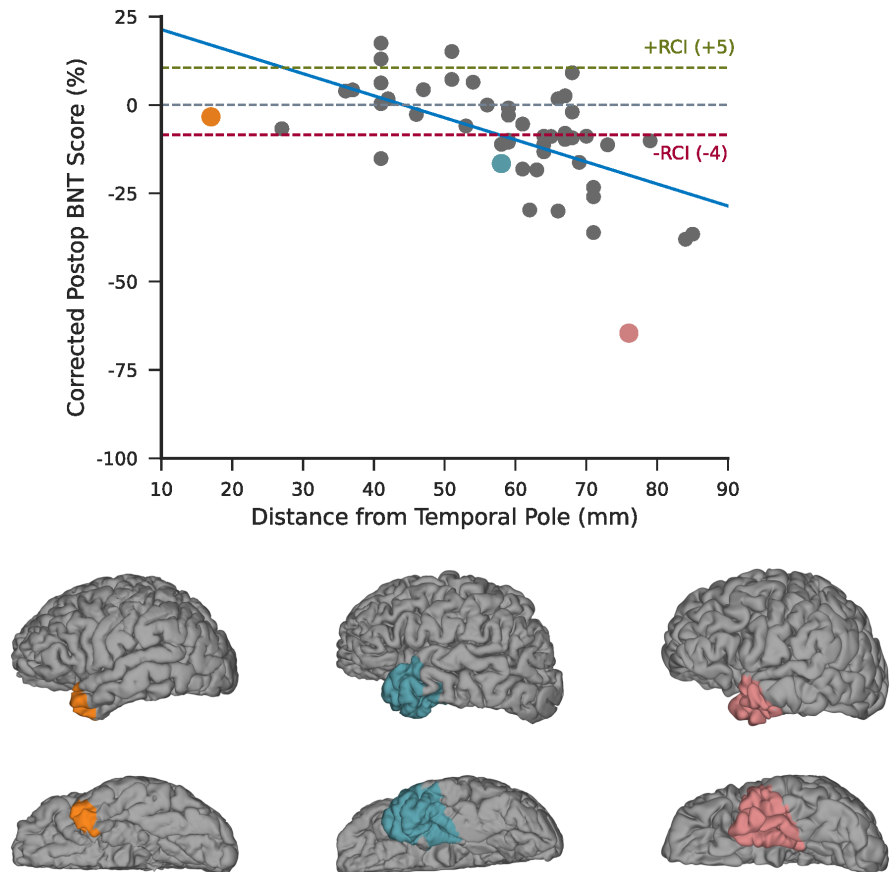 Corrected Postop BNT Score (%)
25
0
-25
-50
-75
-100
+RCI (+5)
-RCI (-4)
10 20 30 40 50 60 70 80 90
Distance from Temporal Pole (mm)